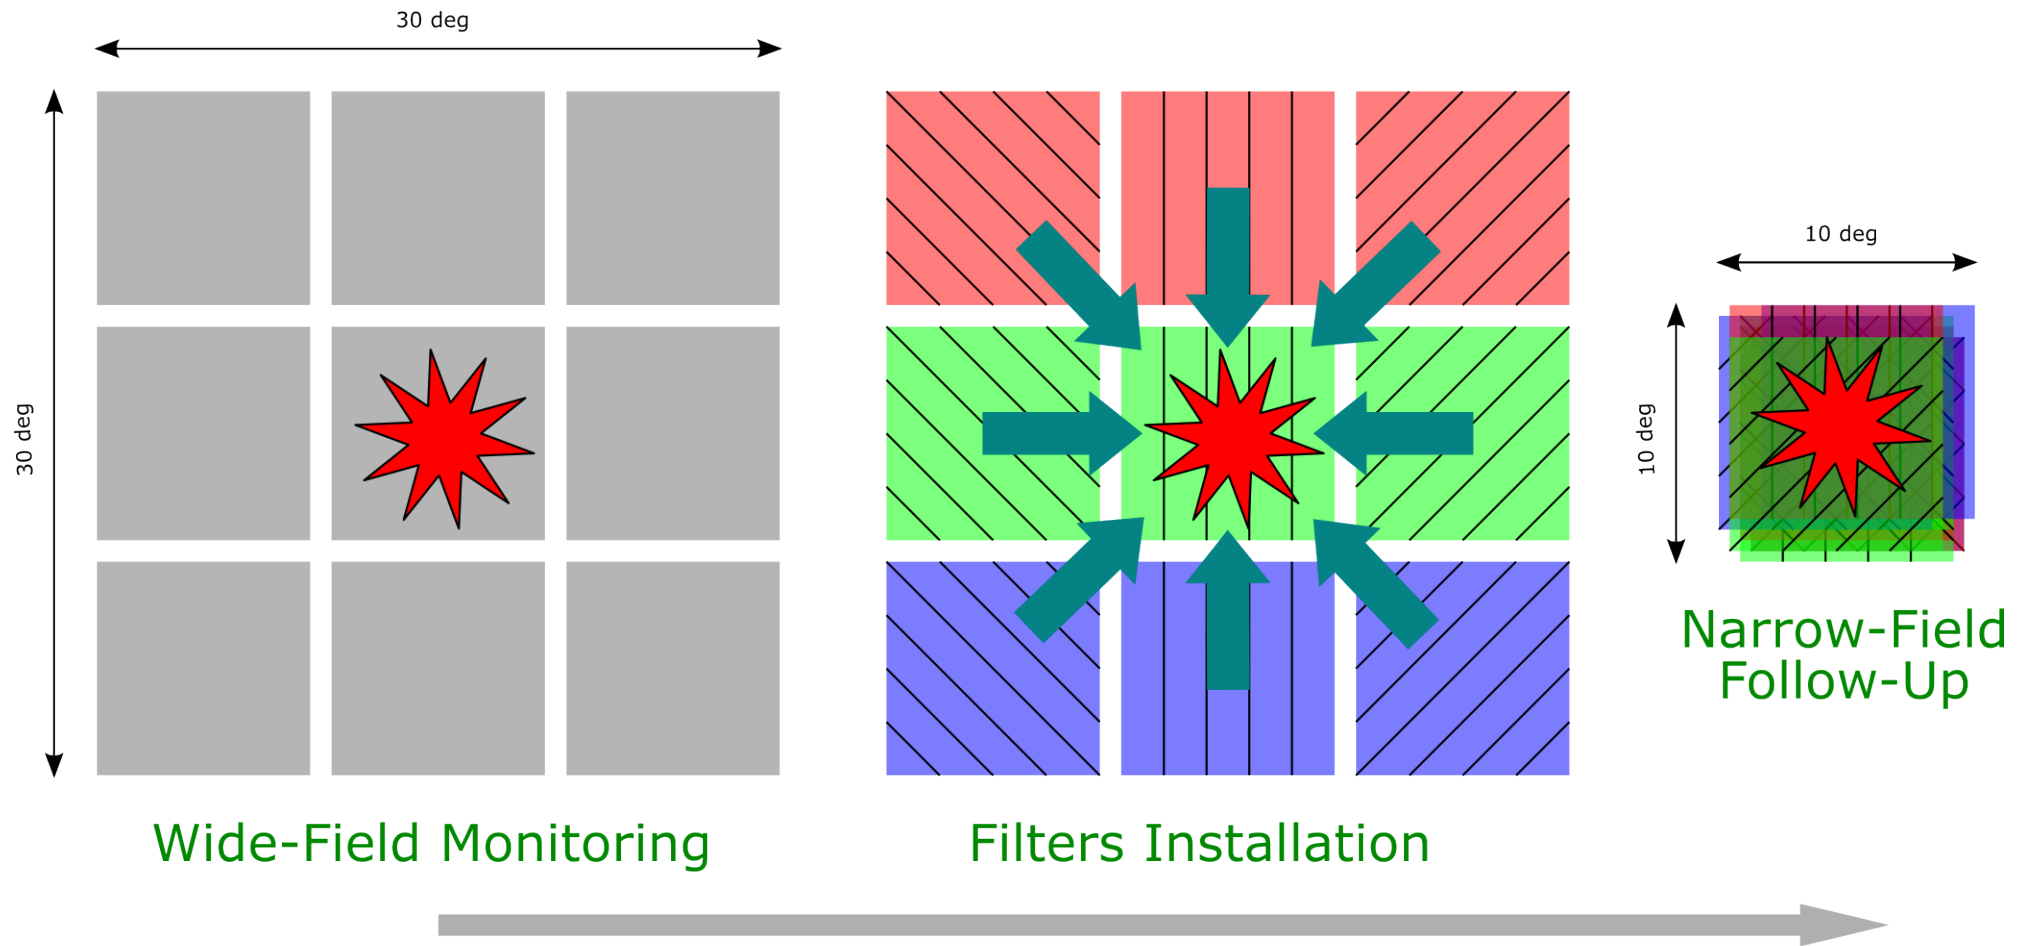 30 deg
30 deg
10 deg
10 deg
Wide-Field Monitoring
Filters Installation
Narrow-Field
Follow-Up